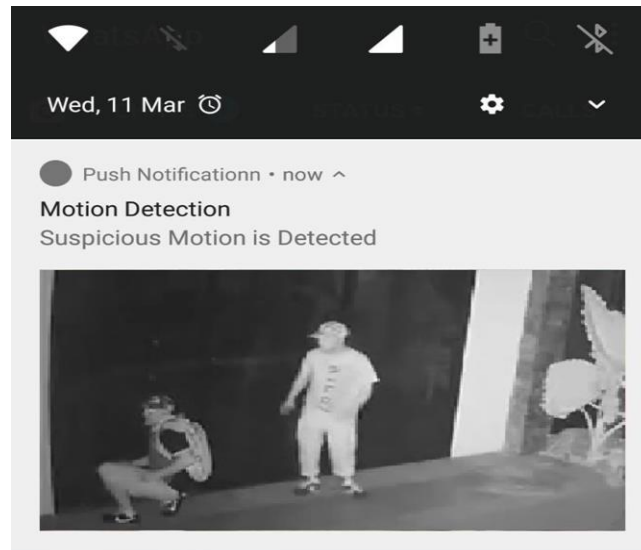 Wed, 11 Mar
Push Notificationn • now
Motion Detection
Suspicious Motion is Detected